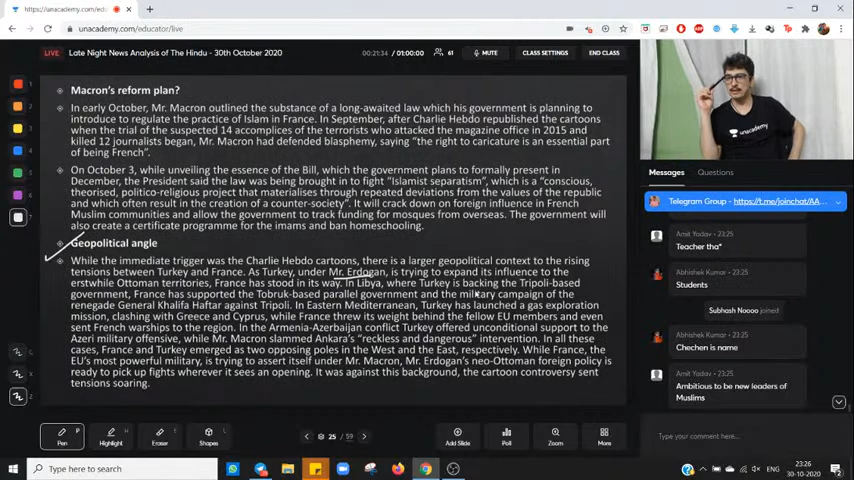 unacademy.com/educator/live
unacademy.com/educator/live
LIVE
Late Night News Analysis of The Hindu - 30th October 2020
00:21:34 / 01:00:00
61
MUTE
CLASS SETTINGS
END CLASS
1
2
3
4
5
6
7
Macron's reform plan?
In early October, Mr. Macron outlined the substance of a long-awaited law which his government is planning to
introduce to regulate the practice of Islam in France. In September, after Charlie Hebdo republished the cartoons
when the trial of the suspected 14 accomplices of the terrorists who attacked the magazine office in 2015 and
killed 12 journalists began, Mr. Macron had defended blasphemy, saying "the right to caricature is an essential part
of being French".
On October 3, while unveiling the essence of the Bill, which the government plans to formally present in
December, the President said the law was being brought in to fight "Islamist separatism", which is a "conscious,
theorised, politico-religious project that materialises through repeated deviations from the values of the republic
and which often result in the creation of a counter-society". It will crack down on foreign influence in French
Muslim communities and allow the government to track funding for mosques from overseas. The government will
also create a certificate programme for the imams and ban homeschooling.
Geopolitical angle
While the immediate trigger was the Charlie Hebdo cartoons, there is a larger geopolitical context to the rising
tensions between Turkey and France. As Turkey, under Mr. Erdogan, is trying to expand its influence to the
erstwhile Ottoman territories, France has stood in its way. In Libya, where Turkey is backing the Tripoli-based
government, France has supported the Tobruk-based parallel government and the military campaign of the
renegade General Khalifa Haftar against Tripoli. In Eastern Mediterranean, Turkey has launched a gas exploration
mission, clashing with Greece and Cyprus, while France threw its weight behind the fellow EU members and even
sent French warships to the region. In the Armenia-Azerbaijan conflict Turkey offered unconditional support to the
Azeri military offensive, while Mr. Macron slammed Ankara's "reckless and dangerous" intervention. In all these
cases, France and Turkey emerged as two opposing poles in the West and the East, respectively. While France, the
EU's most powerful military, is trying to assert itself under Mr. Macron, Mr. Erdogan's neo-Ottoman foreign policy is
ready to pick up fights wherever it sees an opening. It was against this background, the cartoon controversy sent
tensions soaring.
unacademy
Messages
Questions
Telegram Group - https://t.me/joinchat/AA...
Amit Yadav • 23:25
Teacher tha*
Abhishek Kumar • 23:25
Students
Subhash Nooo joined
Abhishek Kumar • 23:25
Chechen is name
Amit Yadav • 23:25
Ambitious to be new leaders of
Muslims
Type your comment here...
Pen
P
Highlight
H
Eraser
E
Shapes
L
25 / 59
Add Slide
Poll
Zoom
More
Type here to search
ENG
23:26
30-10-2020
2